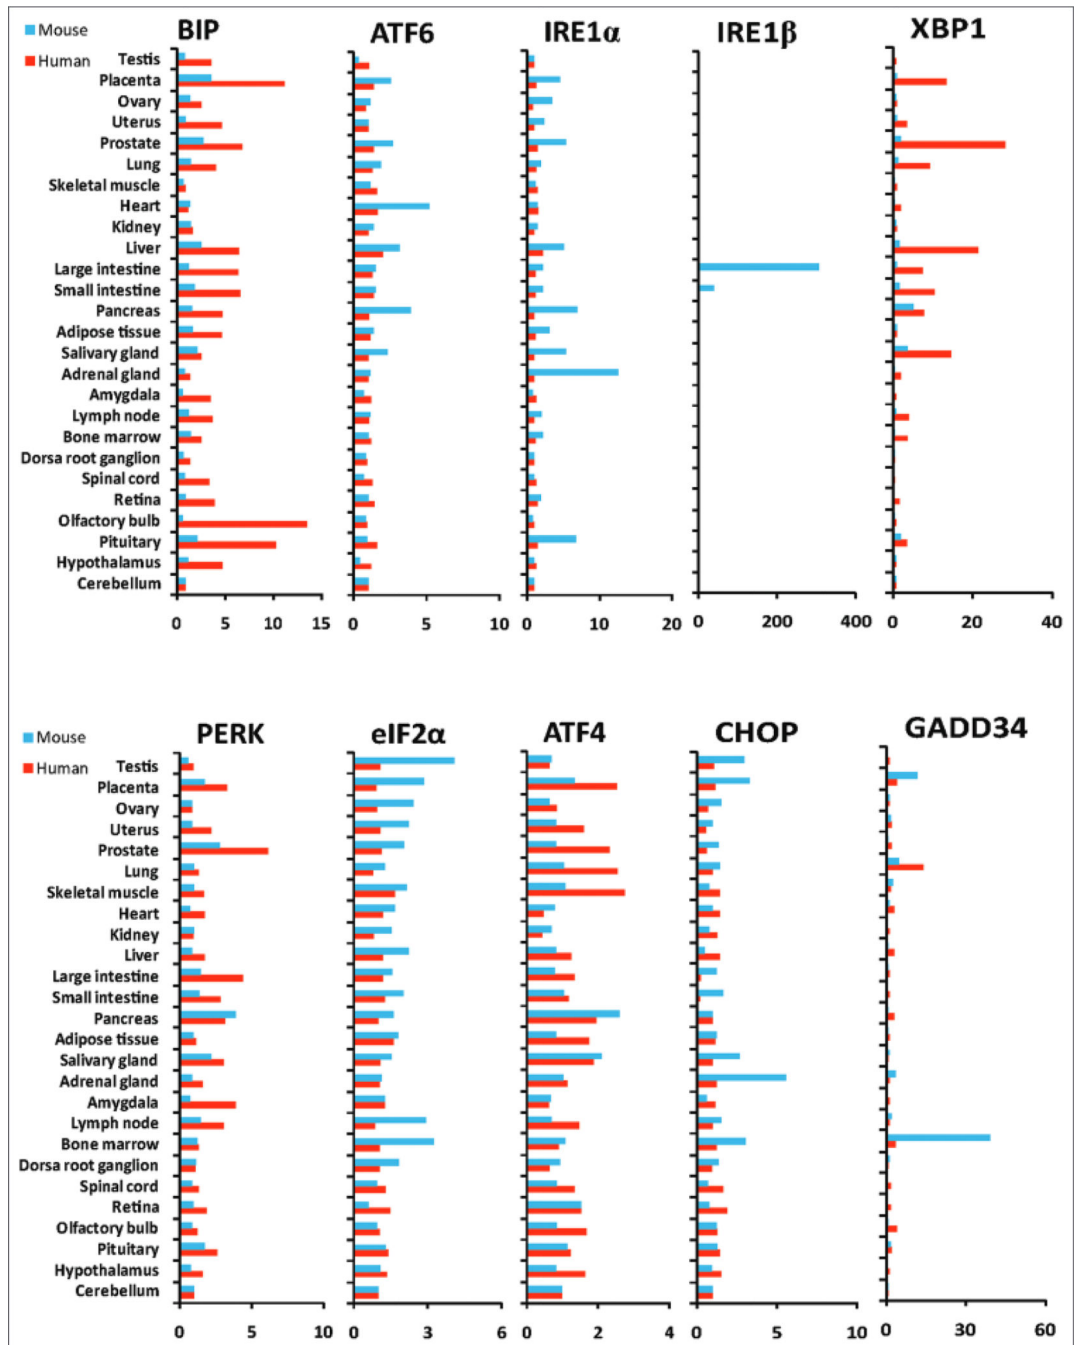 BIP ATF6 IRE1α IRE1β XBP1
Mouse
Human
Testis
Placenta
Ovary
Uterus
Prostate
Lung
Skeletal muscle
Heart
Kidney
Liver
Large intestine
Small intestine
Pancreas
Adipose tissue
Salivary gland
Adrenal gland
Amygdala
Lymph node
Bone marrow
Dorsa root ganglion
Spinal cord
Retina
Olfactory bulb
Pituitary
Hypothalamus
Cerebellum
0 5 10 15 0 5 10 0 10 20 0 200 400 0 20 40
PERK eIF2α ATF4 CHOP GADD34
Mouse
Human
Testis
Placenta
Ovary
Uterus
Prostate
Lung
Skeletal muscle
Heart
Kidney
Liver
Large intestine
Small intestine
Pancreas
Adipose tissue
Salivary gland
Adrenal gland
Amygdala
Lymph node
Bone marrow
Dorsa root ganglion
Spinal cord
Retina
Olfactory bulb
Pituitary
Hypothalamus
Cerebellum
0 5 10 0 3 6 0 2 4 0 5 10 0 30 60